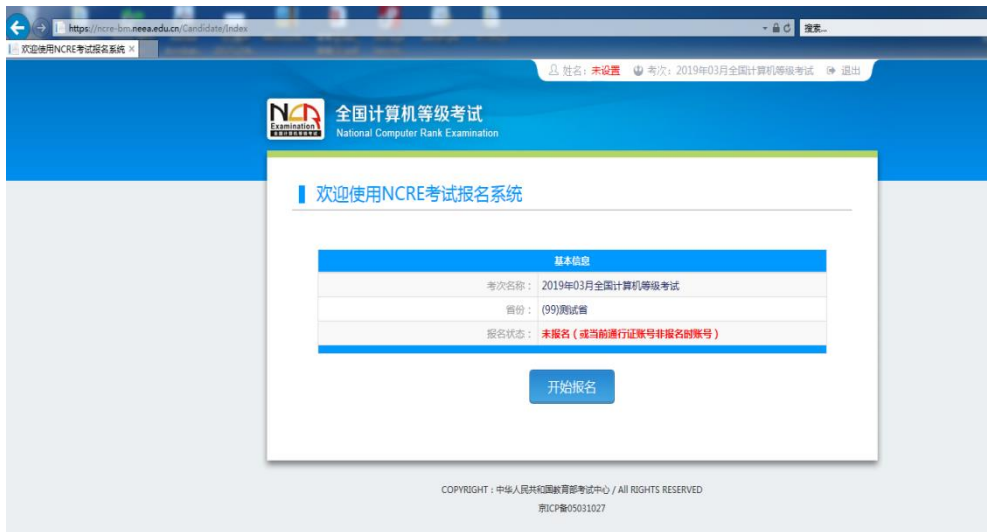 https://ncre-bm.neea.edu.cn/Candidate/Index
搜索...
欢迎使用NCRE考试报名系统 ×
姓名：未设置 考次：2019年03月全国计算机等级考试 退出
NCR
Examination
全国计算机等级考试
National Computer Rank Examination
欢迎使用NCRE考试报名系统
基本信息
考次名称： 2019年03月全国计算机等级考试
省份： (99)测试省
报名状态： 未报名 ( 或当前通行证账号非报名时账号 )
开始报名
COPYRIGHT：中华人民共和国教育部考试中心 / All RIGHTS RESERVED
京ICP备05031027